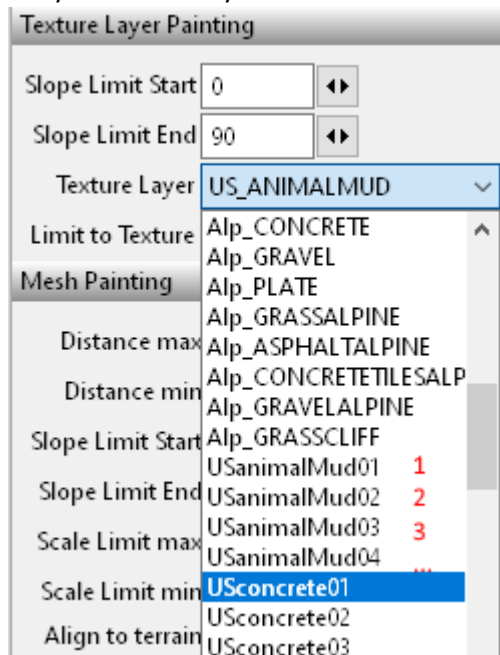 Texture Layer Painting
Slope Limit Start 0
Slope Limit End 90
Texture Layer US_ANIMALMUD
Limit to Texture Alp_CONCRETE
Alp_GRAVEL
Mesh Painting Alp_PLATE
Alp_GRASSALPINE
Distance max Alp_ASPHALTALPINE
Alp_CONCRETETILESALP
Distance min Alp_GRAVELALPINE
Slope Limit Start Alp_GRASSCLIFF
USanimalMud01 1
Slope Limit End USanimalMud02 2
USanimalMud03 3
Scale Limit max USanimalMud04 ...
Scale Limit min USconcrete01
USconcrete02
Align to terrain USconcrete03